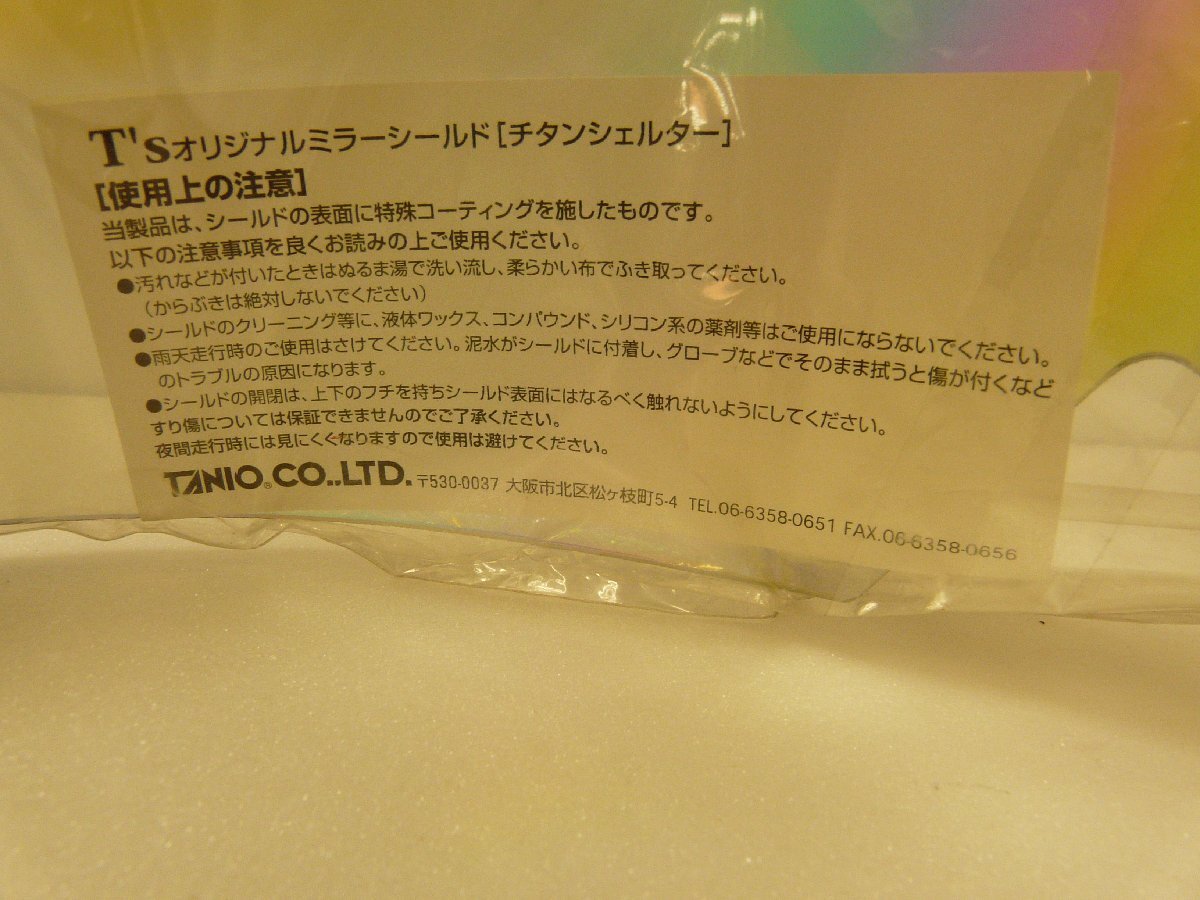 T'sオリジナルミラーシールド[チタンシェルター]
[使用上の注意]
当製品は、シールドの表面に特殊コーティングを施したものです。
以下の注意事項を良くお読みの上ご使用ください。
●汚れなどが付いたときはぬるま湯で洗い流し、柔らかい布でふき取ってください。
(からぶきは絶対しないでください)
●シールドのクリーニング等に、液体ワックス、コンパウンド、シリコン系の薬剤等はご使用にならないでください。
●雨天走行時のご使用はさけてください。泥水がシールドに付着し、グローブなどでそのまま拭うと傷が付くなど
のトラブルの原因になります。
●シールドの開閉は、上下のフチを持ちシールド表面にはなるべく触れないようにしてください。
すり傷については保証できませんのでご了承ください。
夜間走行時には見にくくなりますので使用は避けてください。
TANIO®CO.,LTD. 〒530-0037 大阪市北区松ヶ枝町5-4 TEL.06-6358-0651 FAX.06-6358-0656